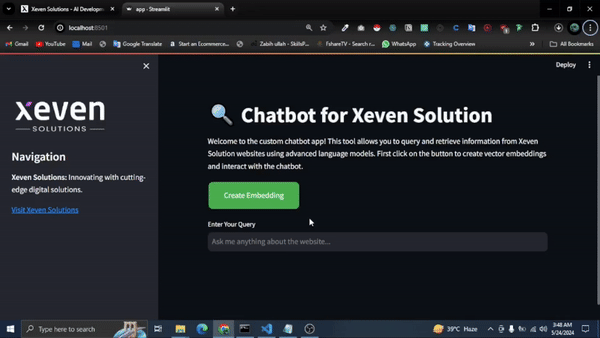 Xeven Solutions - AI Develope
app · Streamlit
localhost:8501
Gmail
YouTube
Mail
Google Translate
Start an Ecommerce...
Zabih ullah - SkillsP...
FshareTV - Search r...
WhatsApp
Tracking Overview
All Bookmarks
Deploy
xeven
SOLUTIONS
Navigation
Xeven Solutions: Innovating with cutting-
edge digital solutions.
Visit Xeven Solutions
Chatbot for Xeven Solution
Welcome to the custom chatbot app! This tool allows you to query and retrieve information from Xeven
Solution websites using advanced language models. First click on the button to create vector embeddings
and interact with the chatbot.
Create Embedding
Enter Your Query
Ask me anything about the website...
Type here to search
39°C Haze
3:48 AM
5/24/2024